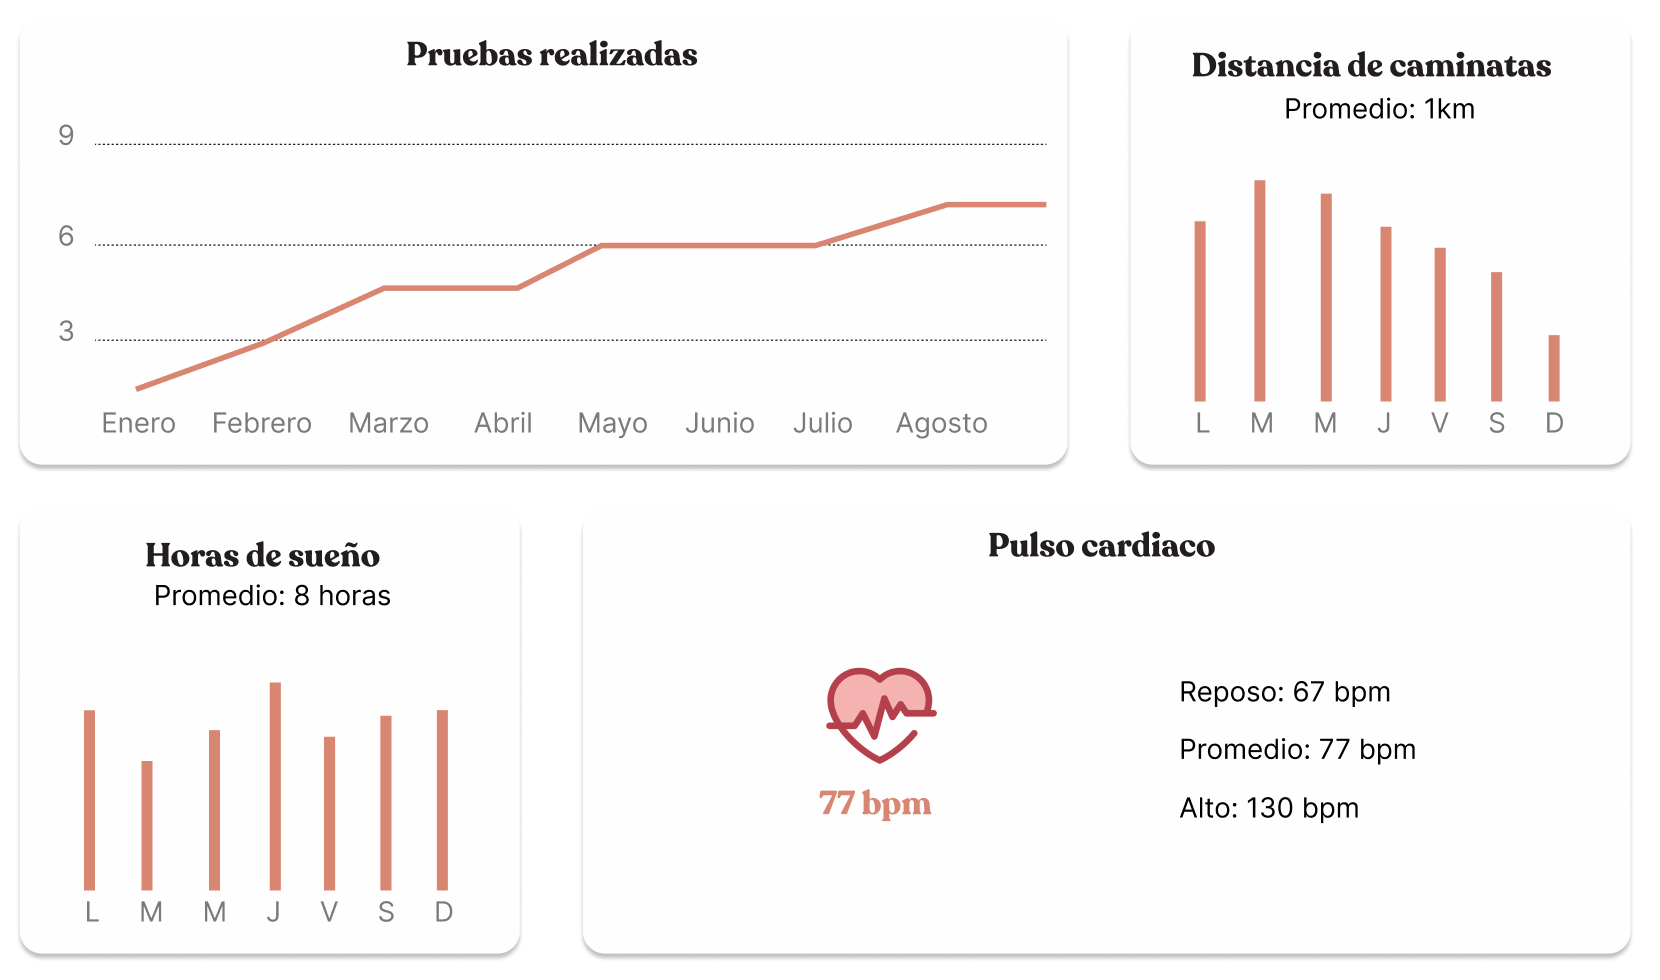 Pruebas realizadas
9
6
3
Enero Febrero Marzo Abril Mayo Junio Julio Agosto
Distancia de caminatas
Promedio: 1km
L M M J V S D
Horas de sueño
Promedio: 8 horas
L M M J V S D
Pulso cardiaco
77 bpm
Reposo: 67 bpm
Promedio: 77 bpm
Alto: 130 bpm